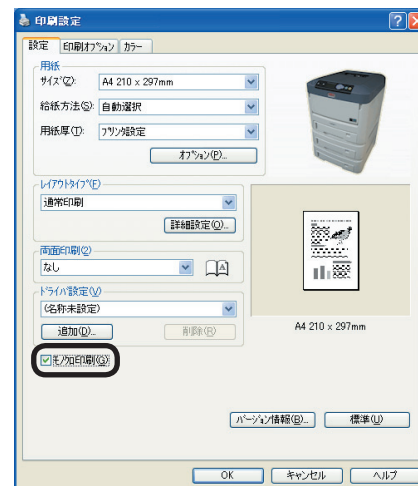 印刷設定
設定 印刷オプション カラー
用紙
サイズ(Z): A4 210 x 297mm
給紙方法(S): 自動選択
用紙厚(T): プリンタ設定
オプション(P)...
レイアウトタイプ(E)
通常印刷
詳細設定(O)...
両面印刷(2)
なし
ドライバ設定(V)
(名称未設定)
追加(D)... 削除(R)
A4 210 x 297mm
モノクロ印刷(G)
バージョン情報(B)... 標準(U)
OK キャンセル ヘルプ